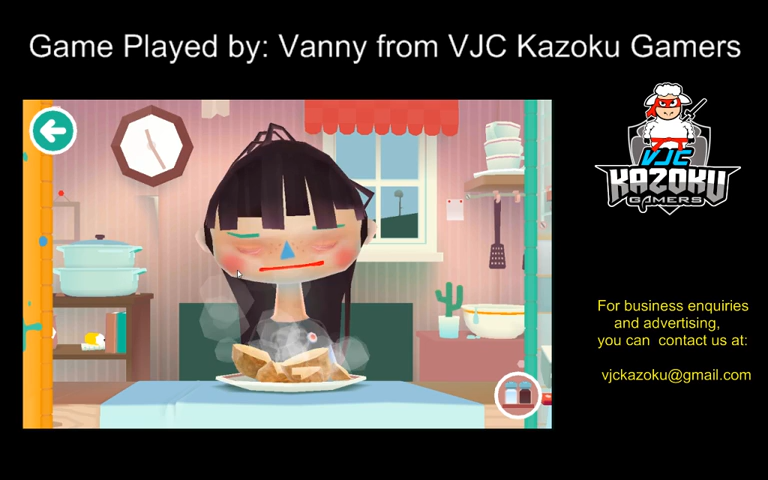 Game Played by: Vanny from VJC Kazoku Gamers
VJC
KAZOKU
GAMERS
For business enquiries
and advertising,
you can contact us at:
vjckazoku@gmail.com